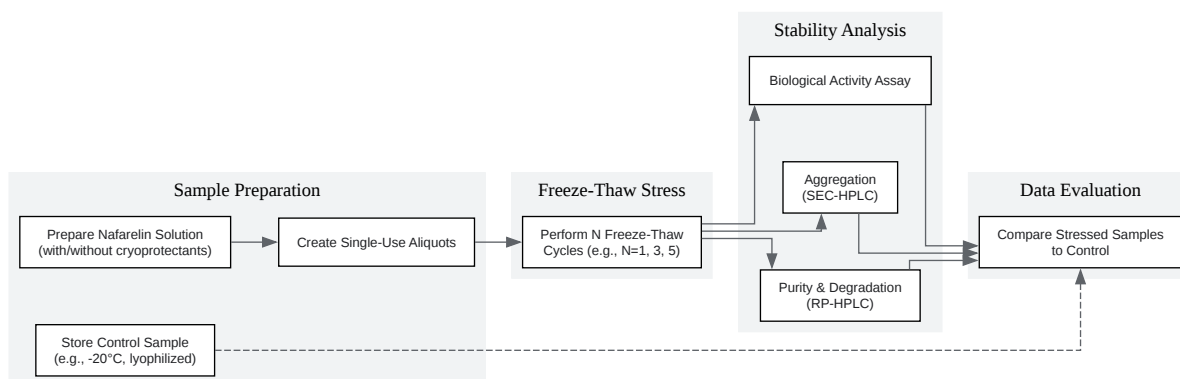 Sample Preparation
Prepare Nafarelin Solution
(with/without cryoprotectants)
Create Single-Use Aliquots
Store Control Sample
(e.g., -20°C, lyophilized)
Freeze-Thaw Stress
Perform N Freeze-Thaw
Cycles (e.g., N=1, 3, 5)
Stability Analysis
Biological Activity Assay
Aggregation
(SEC-HPLC)
Purity & Degradation
(RP-HPLC)
Data Evaluation
Compare Stressed Samples
to Control